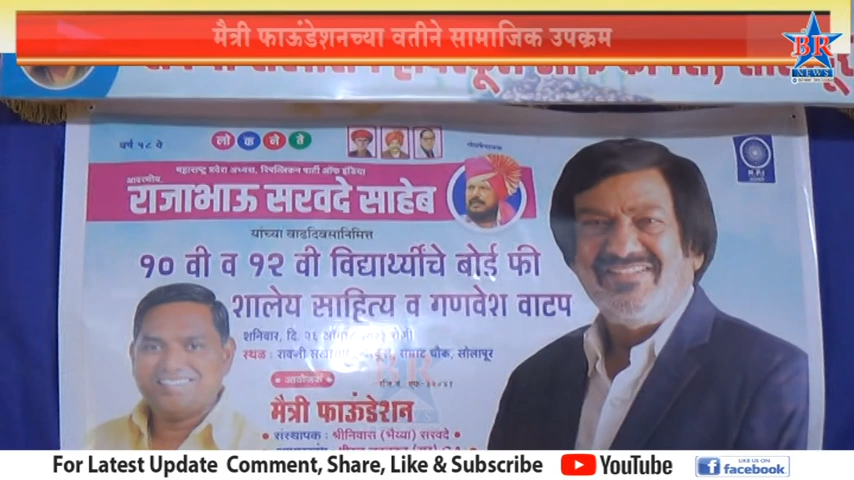 मैत्री फाऊंडेशनच्या वतीने सामाजिक उपक्रम
BR
NEWS
वर्ष १८ वे
लो क ने ते
महाराष्ट्र प्रदेश अध्यक्ष, रिपब्लिकन पार्टी ऑफ इंडिया
आदरणीय.
राजाभाऊ सरवदे साहेब
यांच्या वाढदिवसानिमित्त
१० वी व १२ वी विद्यार्थ्यांचे बोर्ड फी
शालेय साहित्य व गणवेश वाटप
शनिवार, दि. २६
रोजी
स्थळ : रावजी
चौक, सोलापूर
आयोजक
मैत्री फाऊंडेशन
संस्थापक : श्रीनिवास (भैय्या) सरवदे
For Latest Update Comment, Share, Like & Subscribe
YouTube
LIKE US ON
facebook